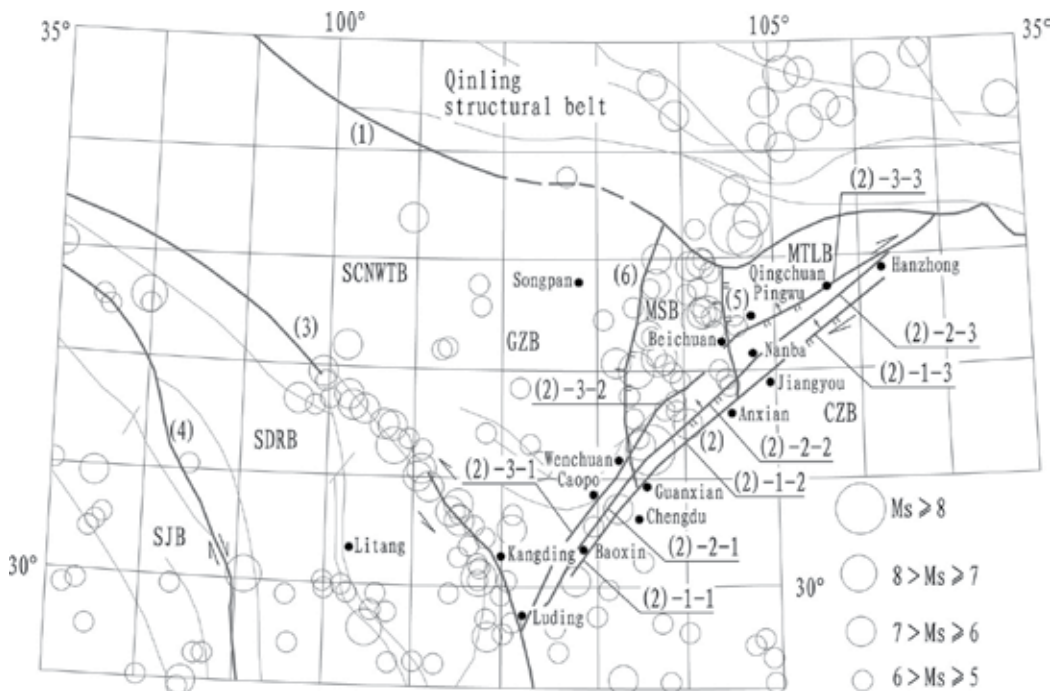 35°
100°
105°
35°
Qinling
structural belt
(1)
(2)-3-3
MTLB
Hanzhong
SCNWTB
Songpan
(6)
Qingchuan
Pingwu
MSB
(5)
(3)
GZB
Beichuan
Nanba
(2)-2-3
(2)-1-3
(2)-3-2
Jiangyou
(4)
SDRB
Anxian
CZB
(2)
(2)-2-2
Wenchuan
(2)-3-1
Caopo
(2)-1-2
Guanxian
Chengdu
Ms≥8
SJB
Litang
Kangding
Baoxin
(2)-2-1
30°
30°
8>Ms≥7
(2)-1-1
Luding
7>Ms≥6
6>Ms≥5